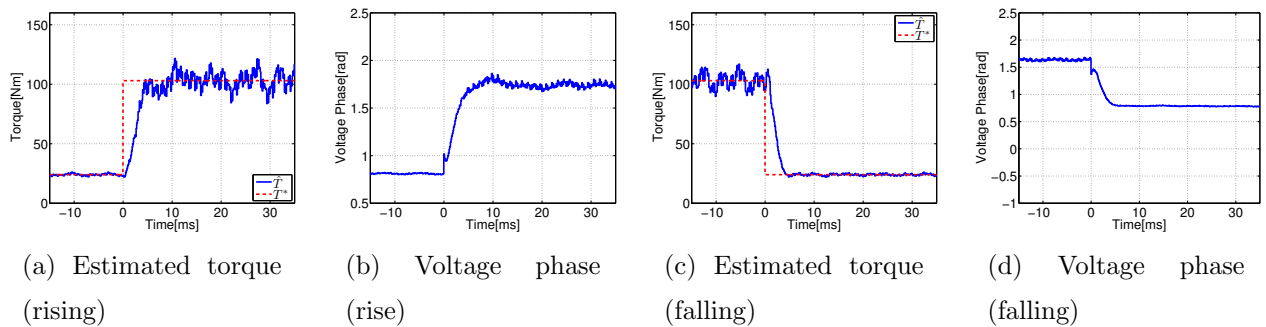 150
100
50
0
−10
0
10
20
30
Torque[Nm]
Time[ms]
T̂
T*
2.5
2
1.5
1
0.5
−10
0
10
20
30
Voltage Phase[rad]
Time[ms]
150
100
50
0
−10
0
10
20
30
Torque[Nm]
Time[ms]
T̂
T*
2.5
2
1.5
1
0.5
0
−0.5
−1
−10
0
10
20
30
Voltage Phase[rad]
Time[ms]
(a) Estimated torque
(rising)
(b) Voltage phase
(rise)
(c) Estimated torque
(falling)
(d) Voltage phase
(falling)